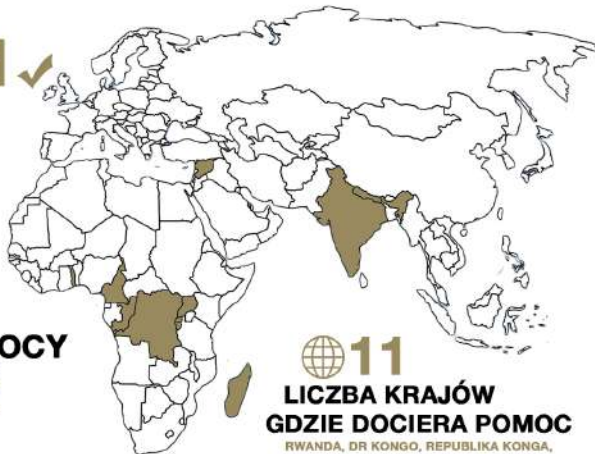 OCY
11
LICZBA KRAJÓW
GDZIE DOCIERA POMOC
RWANDA, DR KONGO, REPUBLIKA KONGA,